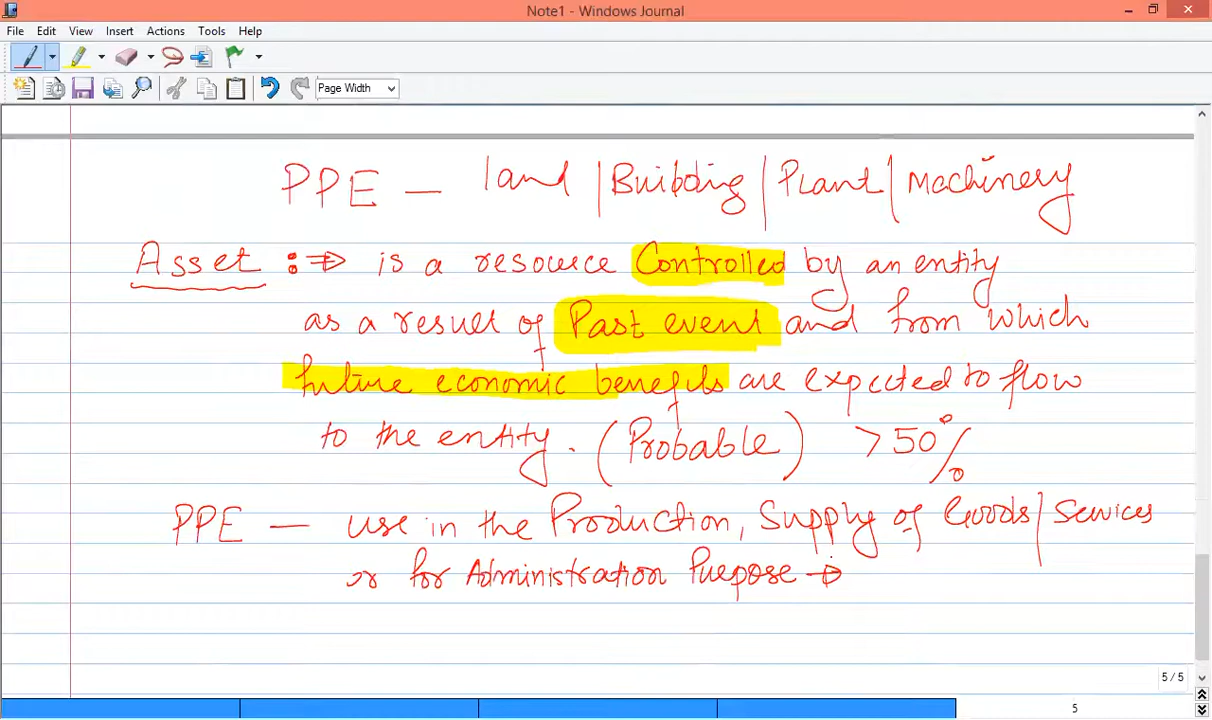 Note1 - Windows Journal
File Edit View Insert Actions Tools Help
Page Width
PPE — land | Building | Plant | Machinery
Asset :⇒ is a resource Controlled by an entity
as a result of Past event and from which
future economic benefits are expected to flow
to the entity. (Probable) >50%
PPE — use in the Production, Supply of Goods | Services
or for Administration Purpose →
5 / 5
5